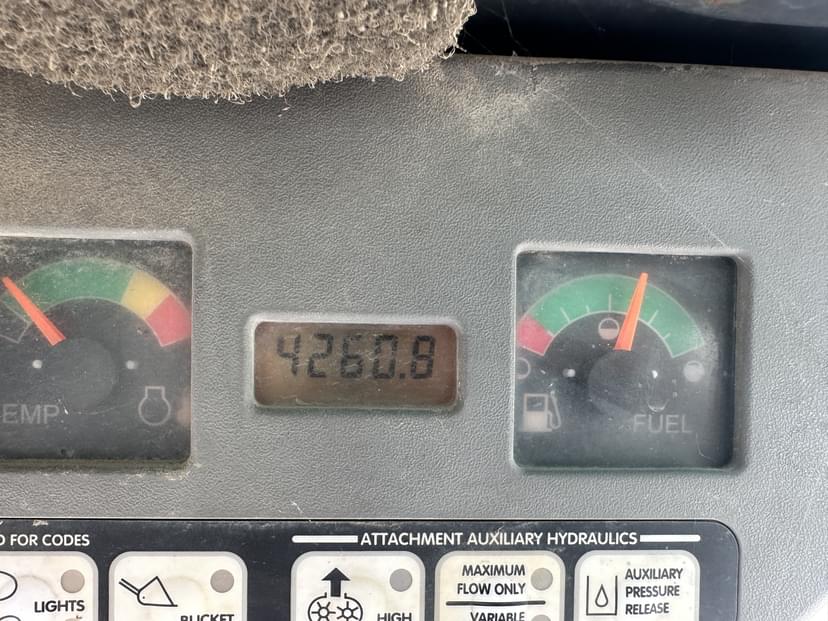 4260.8
EMP
FUEL
FOR CODES
ATTACHMENT AUXILIARY HYDRAULICS
LIGHTS
BUCKET
HIGH
MAXIMUM
FLOW ONLY
VARIABLE
AUXILIARY
PRESSURE
RELEASE